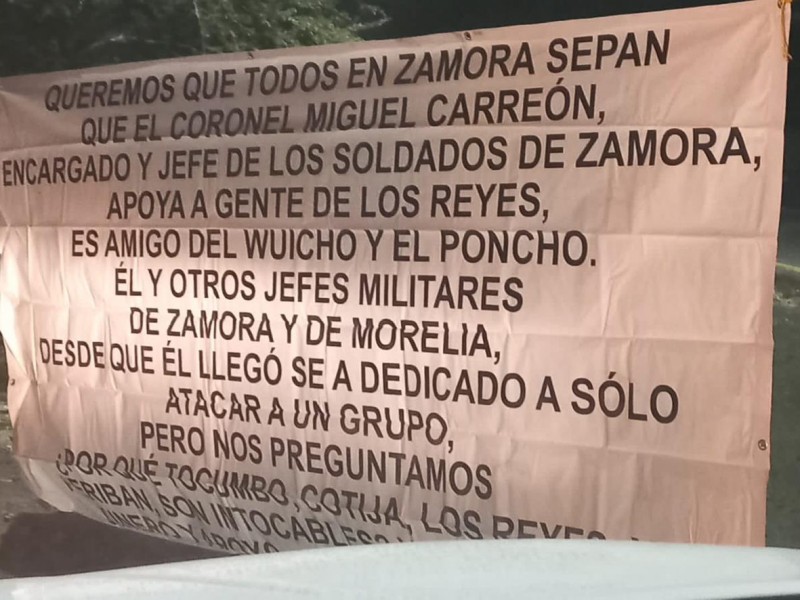 QUEREMOS QUE TODOS EN ZAMORA SEPAN
QUE EL CORONEL MIGUEL CARREÓN,
ENCARGADO Y JEFE DE LOS SOLDADOS DE ZAMORA,
APOYA A GENTE DE LOS REYES,
ES AMIGO DEL WUICHO Y EL PONCHO.
ÉL Y OTROS JEFES MILITARES
DE ZAMORA Y DE MORELIA,
DESDE QUE ÉL LLEGÓ SE A DEDICADO A SÓLO
ATACAR A UN GRUPO,
PERO NOS PREGUNTAMOS
¿POR QUÉ TOCUMBO, COTIJA, LOS REYES,
PERIBAN, SON INTOCABLES